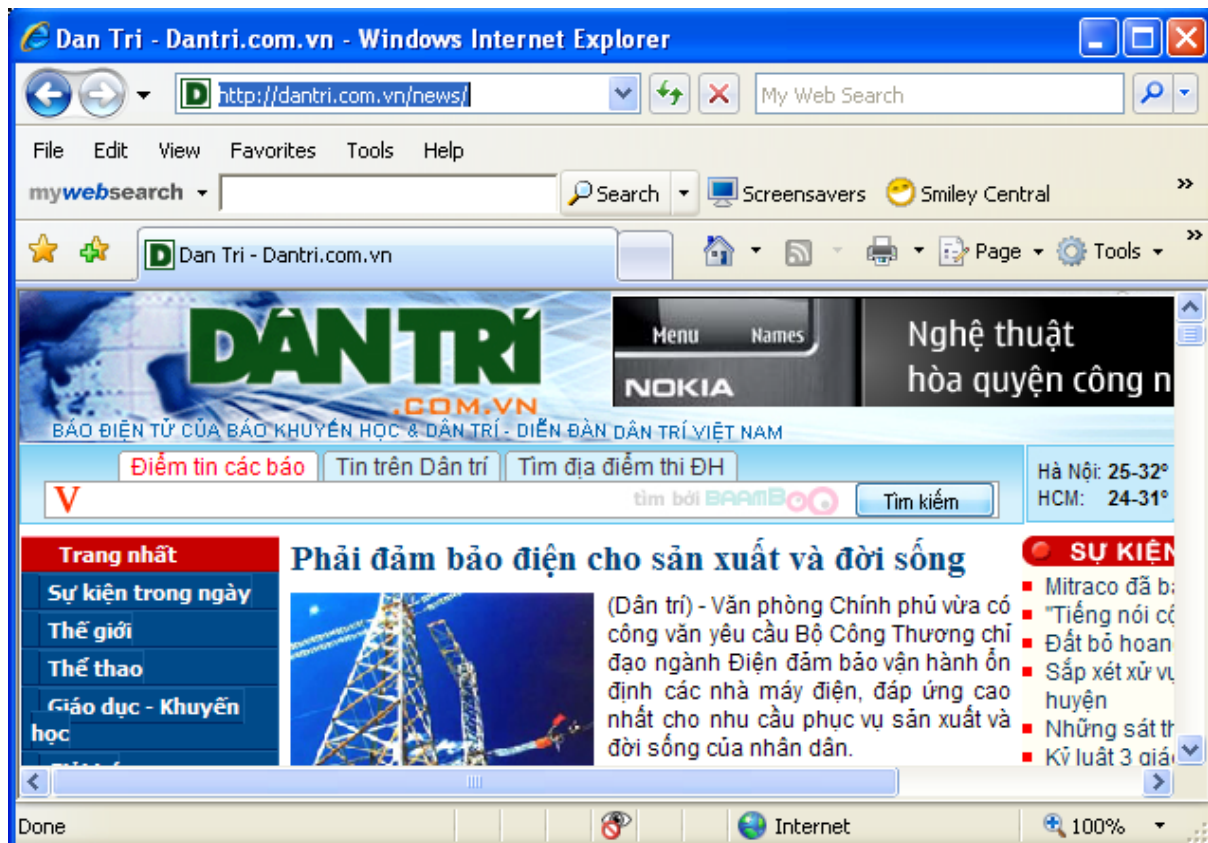 Dan Tri - Dantri.com.vn - Windows Internet Explorer
http://dantri.com.vn/news/
My Web Search
File Edit View Favorites Tools Help
mywebsearch Search Screensavers Smiley Central »
Dan Tri - Dantri.com.vn Page Tools »
DÂN TRÍ
.COM.VN
BÁO ĐIỆN TỬ CỦA BÁO KHUYẾN HỌC & DÂN TRÍ - DIỄN ĐÀN DÂN TRÍ VIỆT NAM
Menu Names
NOKIA
Nghệ thuật
hòa quyện công n
Điểm tin các báo Tin trên Dân trí Tìm địa điểm thi ĐH
V tìm bởi BAAMBOO Tìm kiếm
Hà Nội: 25-32°
HCM: 24-31°
Trang nhất
Sự kiện trong ngày
Thế giới
Thể thao
Giáo dục - Khuyến
học
Phải đảm bảo điện cho sản xuất và đời sống
(Dân trí) - Văn phòng Chính phủ vừa có
công văn yêu cầu Bộ Công Thương chỉ
đạo ngành Điện đảm bảo vận hành ổn
định các nhà máy điện, đáp ứng cao
nhất cho nhu cầu phục vụ sản xuất và
đời sống của nhân dân.
SỰ KIỆN
Mitraco đã b
"Tiếng nói cộ
Đất bỏ hoan
Sắp xét xử vụ
huyện
Những sát th
Kỷ luật 3 giá
Done Internet 100%